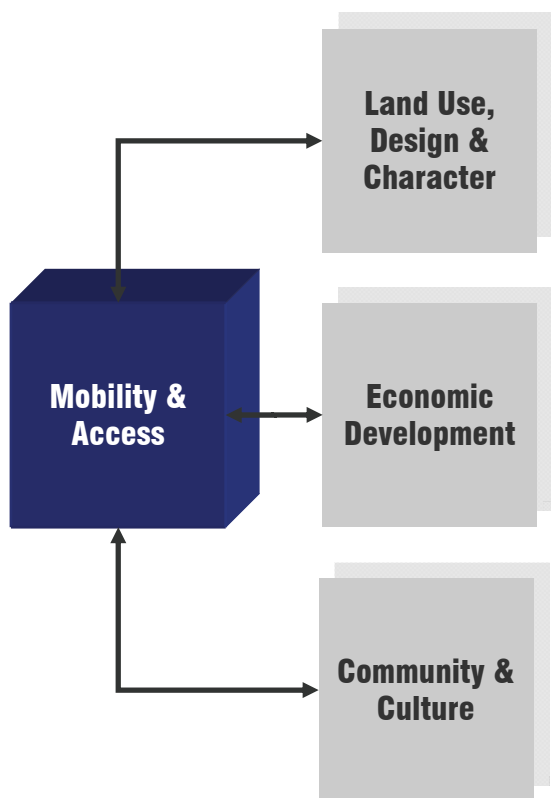 Land Use,
Design &
Character
Mobility &
Access
Economic
Development
Community &
Culture